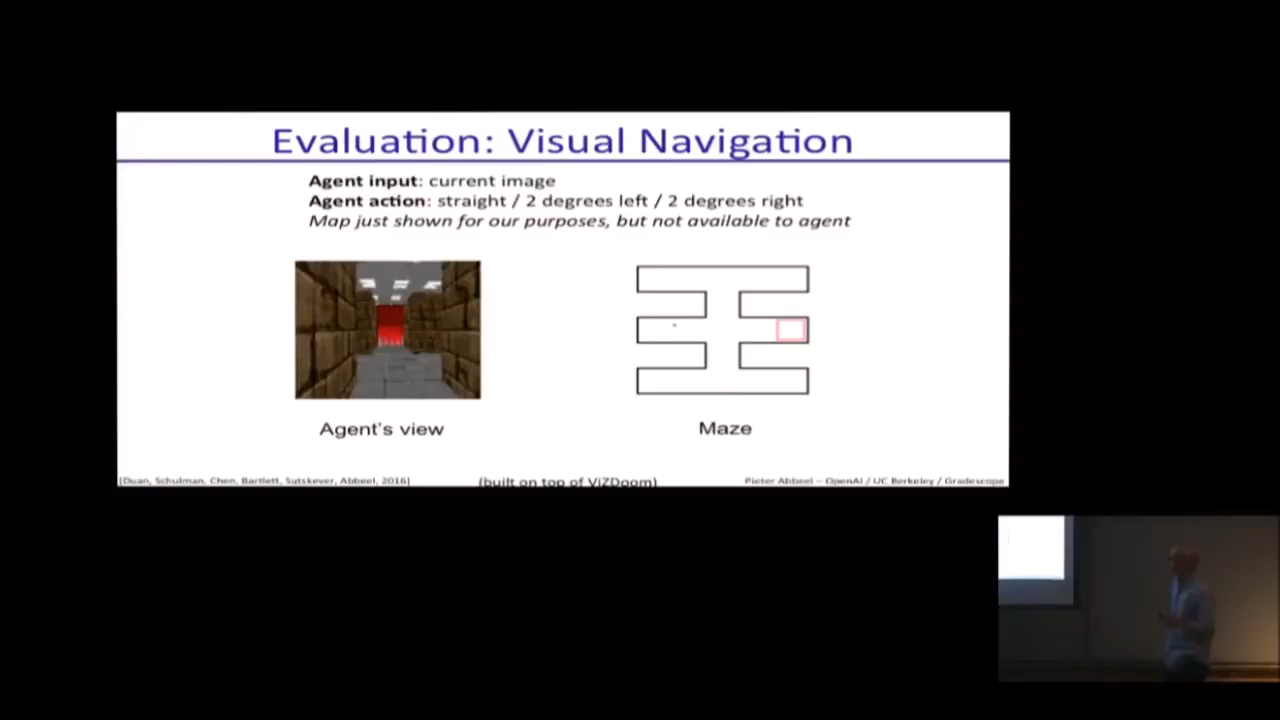 Evaluation: Visual Navigation
Agent input: current image
Agent action: straight / 2 degrees left / 2 degrees right
Map just shown for our purposes, but not available to agent
Agent's view
Maze
[Duan, Schulman, Chen, Bartlett, Sutskever, Abbeel, 2016]
(built on top of ViZDoom)
Pieter Abbeel – OpenAI / UC Berkeley / Gradescope